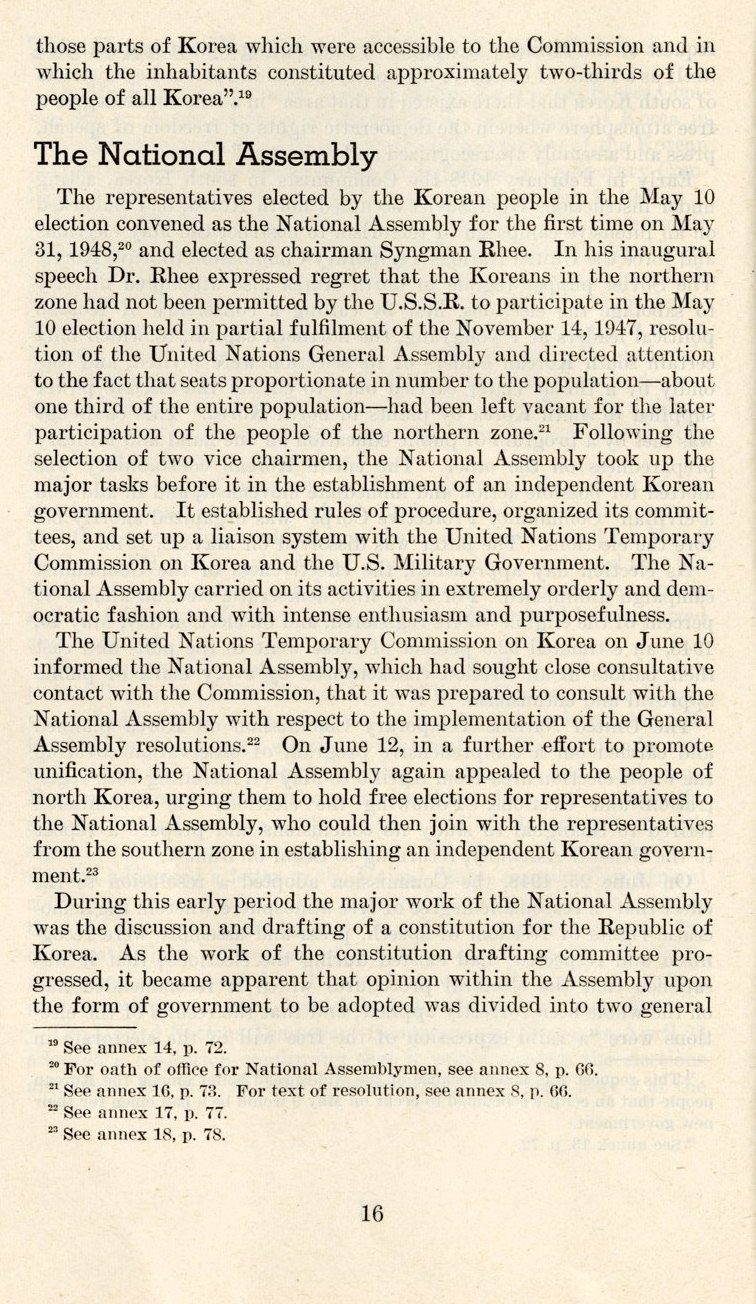 those parts of Korea which were accessible to the Commission and in
which the inhabitants constituted approximately two-thirds of the
people of all Korea”.¹⁹
The National Assembly
The representatives elected by the Korean people in the May 10
election convened as the National Assembly for the first time on May
31, 1948,²⁰ and elected as chairman Syngman Rhee. In his inaugural
speech Dr. Rhee expressed regret that the Koreans in the northern
zone had not been permitted by the U.S.S.R. to participate in the May
10 election held in partial fulfilment of the November 14, 1947, resolu-
tion of the United Nations General Assembly and directed attention
to the fact that seats proportionate in number to the population—about
one third of the entire population—had been left vacant for the later
participation of the people of the northern zone.²¹ Following the
selection of two vice chairmen, the National Assembly took up the
major tasks before it in the establishment of an independent Korean
government. It established rules of procedure, organized its commit-
tees, and set up a liaison system with the United Nations Temporary
Commission on Korea and the U.S. Military Government. The Na-
tional Assembly carried on its activities in extremely orderly and dem-
ocratic fashion and with intense enthusiasm and purposefulness.
The United Nations Temporary Commission on Korea on June 10
informed the National Assembly, which had sought close consultative
contact with the Commission, that it was prepared to consult with the
National Assembly with respect to the implementation of the General
Assembly resolutions.²² On June 12, in a further effort to promote
unification, the National Assembly again appealed to the people of
north Korea, urging them to hold free elections for representatives to
the National Assembly, who could then join with the representatives
from the southern zone in establishing an independent Korean govern-
ment.²³
During this early period the major work of the National Assembly
was the discussion and drafting of a constitution for the Republic of
Korea. As the work of the constitution drafting committee pro-
gressed, it became apparent that opinion within the Assembly upon
the form of government to be adopted was divided into two general
¹⁹ See annex 14, p. 72.
²⁰ For oath of office for National Assemblymen, see annex 8, p. 66.
²¹ See annex 16, p. 73. For text of resolution, see annex 8, p. 66.
²² See annex 17, p. 77.
²³ See annex 18, p. 78.
16